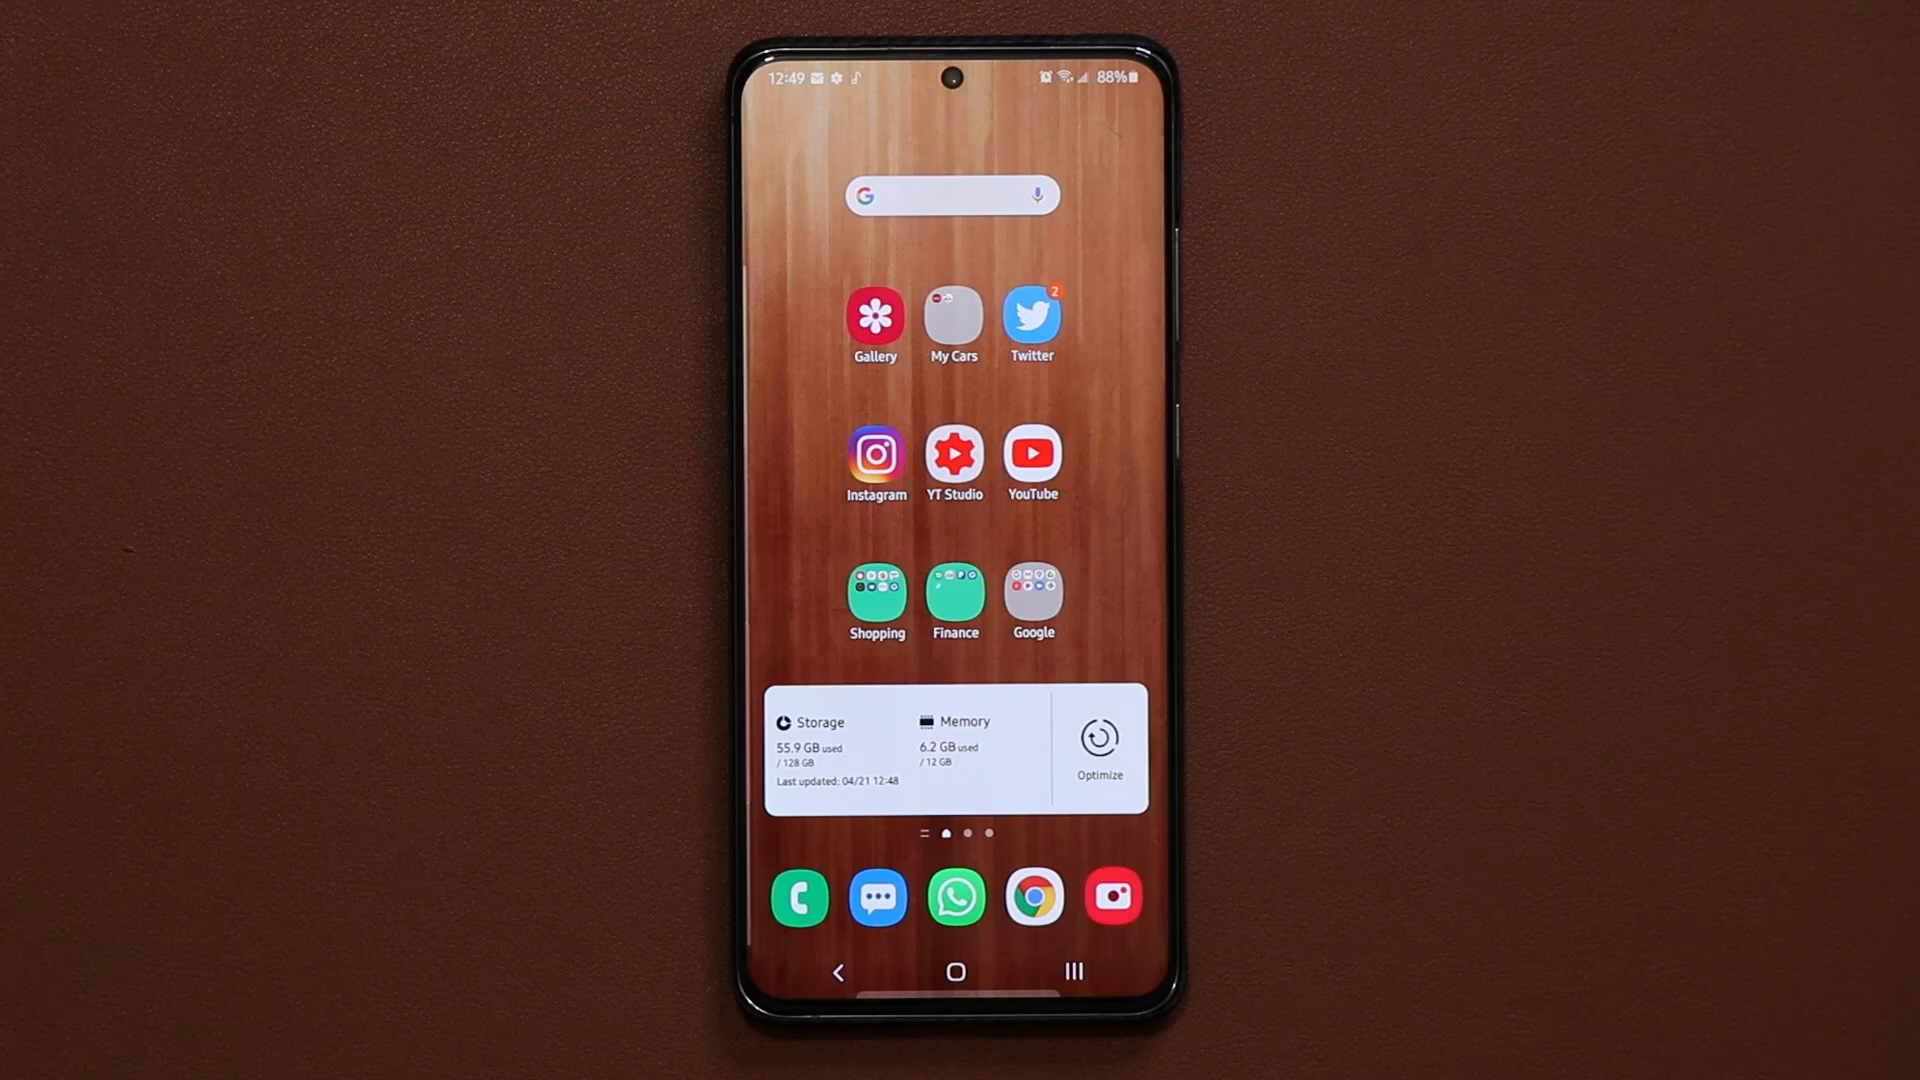 12:49
88%
Gallery
My Cars
Twitter
2
Instagram
YT Studio
YouTube
Shopping
Finance
Google
Storage
Memory
55.9 GB used
/ 128 GB
6.2 GB used
/ 12 GB
Last updated: 04/21 12:48
Optimize